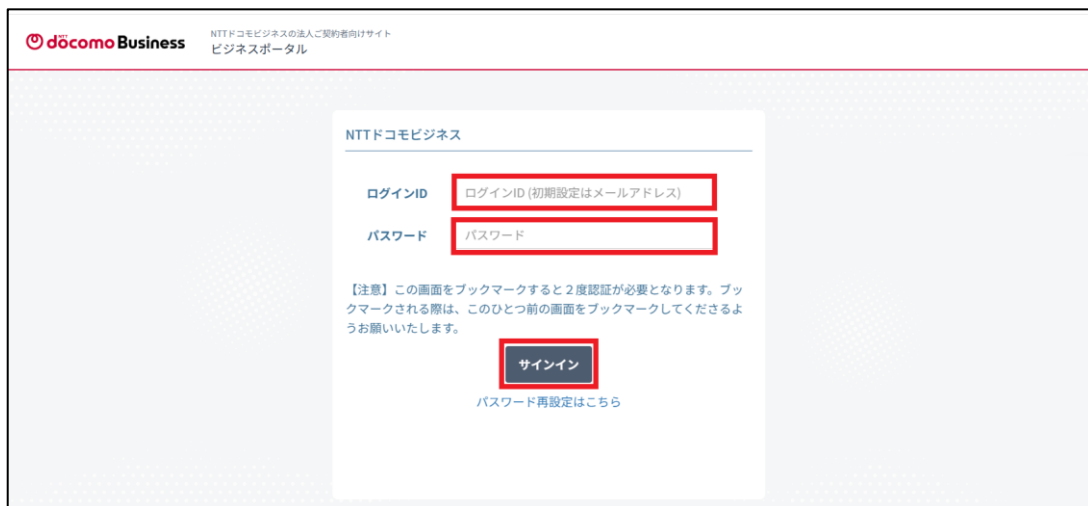 NTT
döcomo Business
NTTドコモビジネスの法人ご契約者向けサイト
ビジネスポータル
NTTドコモビジネス
ログインID
ログインID (初期設定はメールアドレス)
パスワード
パスワード
【注意】この画面をブックマークすると２度認証が必要となります。ブッ
クマークされる際は、このひとつ前の画面をブックマークしてくださるよ
うお願いいたします。
サインイン
パスワード再設定はこちら